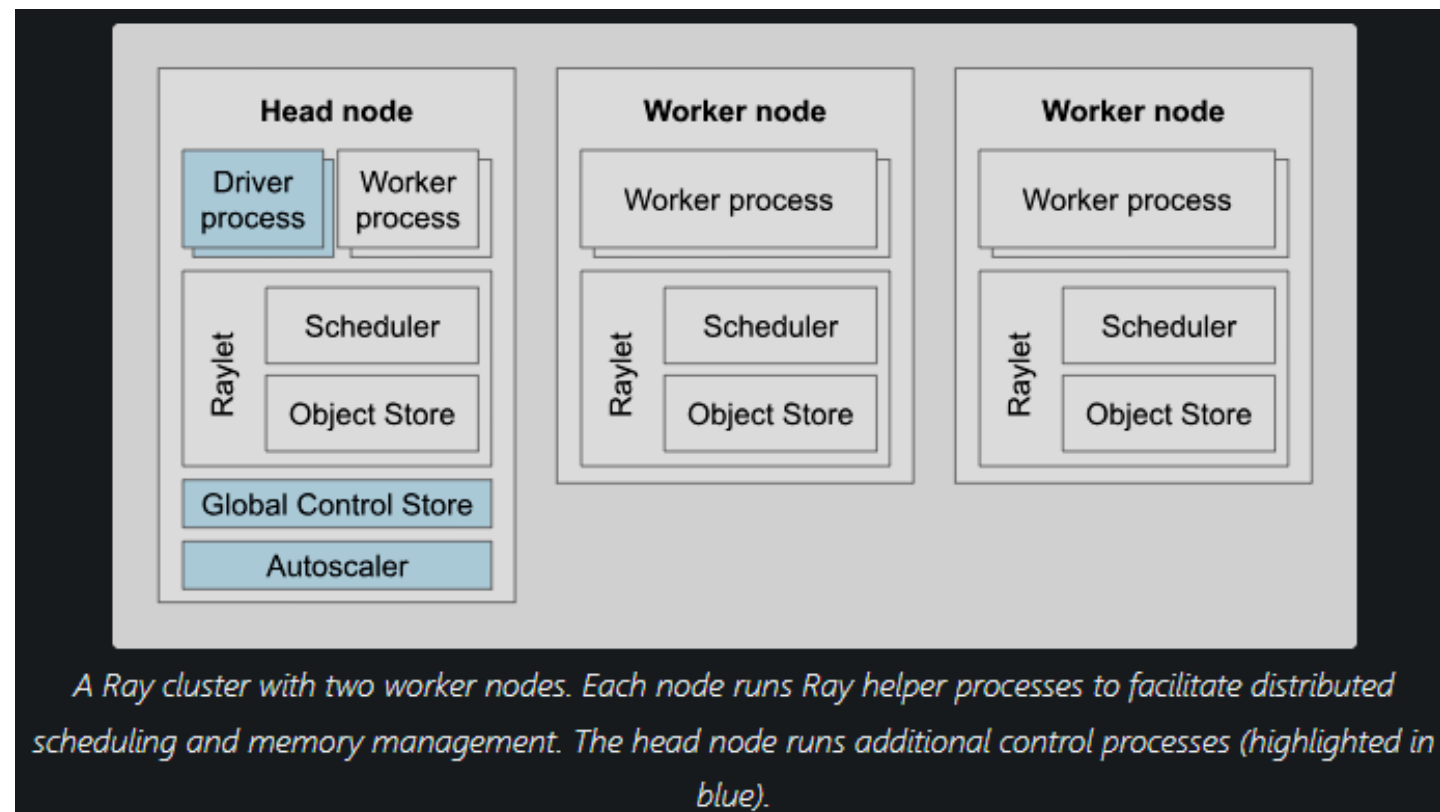 Head node
Driver
process
Worker
process
Raylet
Scheduler
Object Store
Global Control Store
Autoscaler
Worker node
Worker process
Raylet
Scheduler
Object Store
Worker node
Worker process
Raylet
Scheduler
Object Store
A Ray cluster with two worker nodes. Each node runs Ray helper processes to facilitate distributed
scheduling and memory management. The head node runs additional control processes (highlighted in
blue).